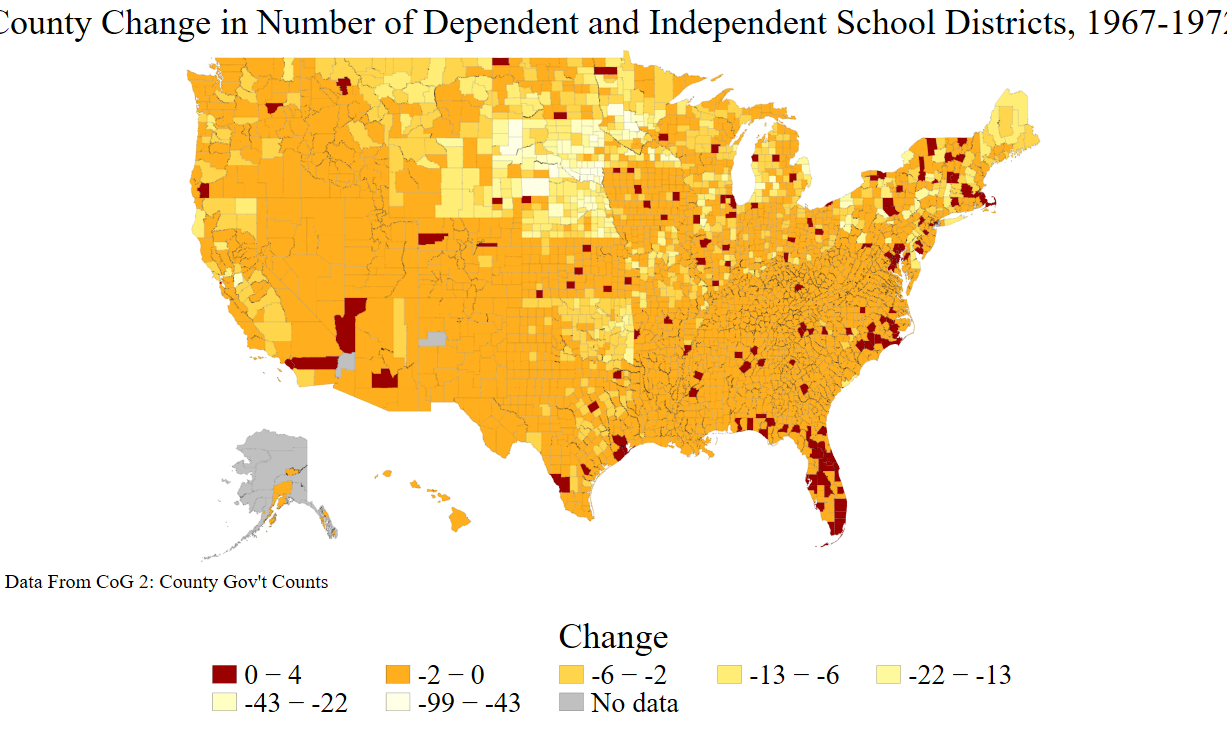 County Change in Number of Dependent and Independent School Districts, 1967-1972
Data From CoG 2: County Gov't Counts
Change
0 − 4
-2 − 0
-6 − -2
-13 − -6
-22 − -13
-43 − -22
-99 − -43
No data